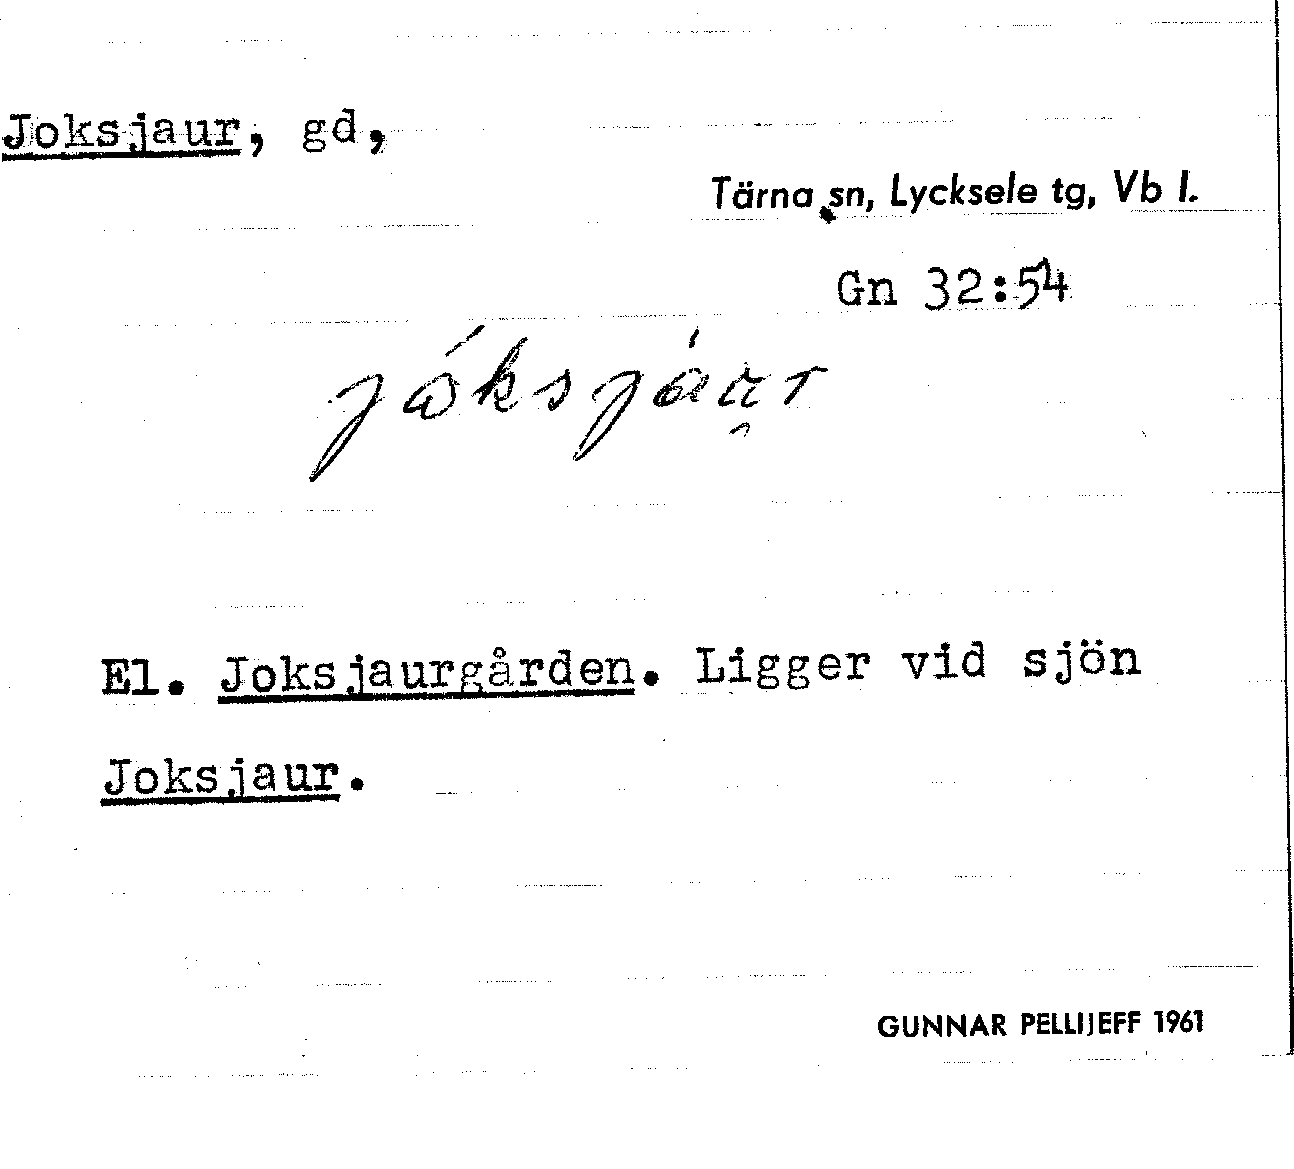 Joksjaur, gd,
Tärna sn, Lycksele tg, Vb l.
Gn 32:54
El. Joksjaurgården. Ligger vid sjön
Joksjaur.
GUNNAR PELLIJEFF 1961